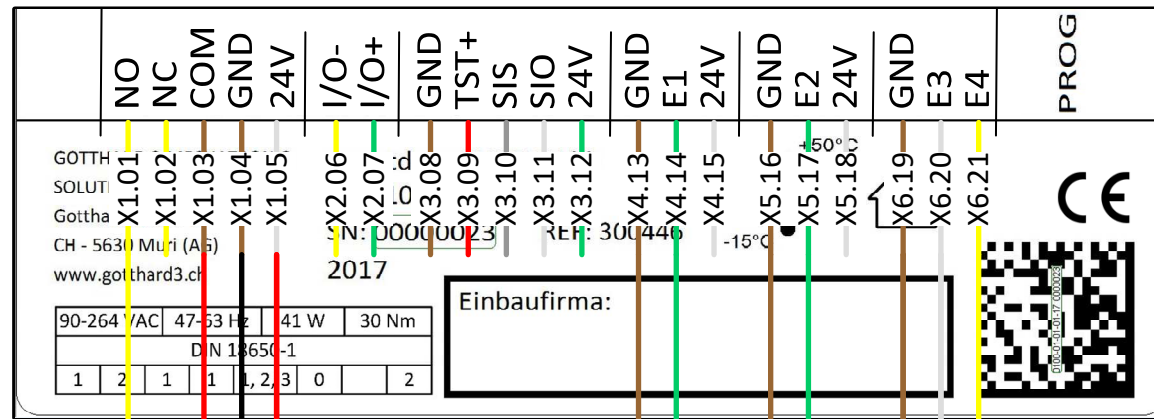 NO NC COM GND 24V I/O- I/O+ GND TST+ SIS SIO 24V GND E1 24V GND E2 24V GND E3 E4 PROG
X1.01 X1.02 X1.03 X1.04 X1.05 X2.06 X2.07 X3.08 X3.09 X3.10 X3.11 X3.12 X4.13 X4.14 X4.15 X5.16 X5.17 X5.18 X6.19 X6.20 X6.21
+50°C
CH - 5630 Muri (AG)
SN: 00000023 REF: 300446 -15°C
www.gotthard3.ch 2017
CE
Einbaufirma:
90-264 VAC 47-63 Hz 41 W 30 Nm
DIN 18650-1
1 2 1 1 1, 2, 3 0 2